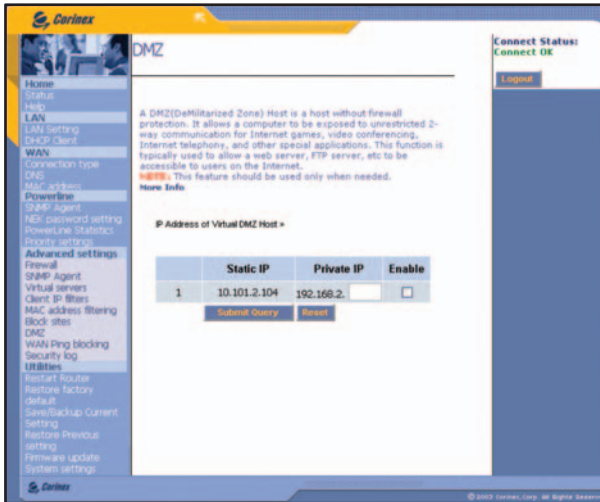 Corinex
DMZ
Connect Status:
Connect OK
Logout
Home
Status
Help
LAN
LAN Setting
DHCP Client
WAN
Connection type
DNS
MAC address
Powerline
SNMP Agent
NEK password setting
PowerLine Statistics
Priority settings
Advanced settings
Firewall
SNMP Agent
Virtual servers
Client IP filters
MAC address filtering
Block sites
DMZ
WAN Ping blocking
Security log
Utilities
Restart Router
Restore factory
default
Save/Backup Current
Setting
Restore Previous
setting
Firmware update
System settings
A DMZ(DeMilitarized Zone) Host is a host without firewall
protection. It allows a computer to be exposed to unrestricted 2-
way communication for Internet games, video conferencing,
Internet telephony, and other special applications. This function is
typically used to allow a web server, FTP server, etc to be
accessible to users on the Internet.
NOTE: This feature should be used only when needed.
More Info
IP Address of Virtual DMZ Host »
Static IP Private IP Enable
1 10.101.2.104 192.168.2.
Submit Query Reset
Corinex
©2003 Corinex, Corp. All Rights Reserved